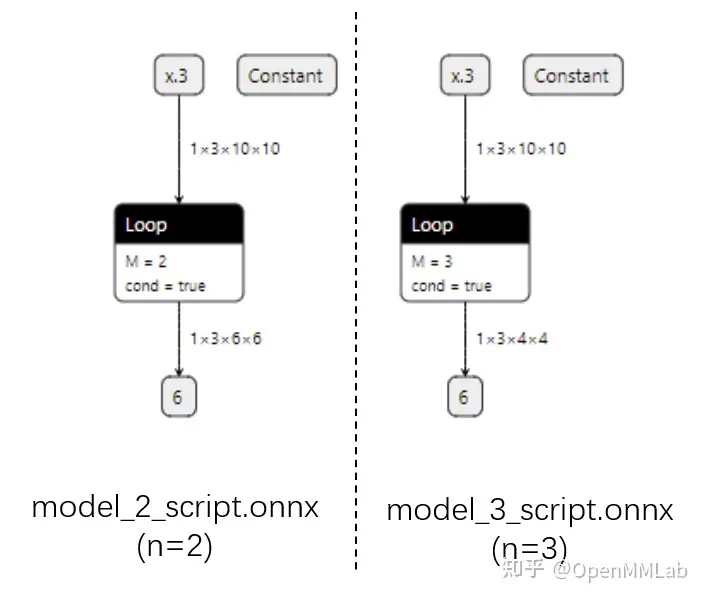 x.3
Constant
1×3×10×10
Loop
M = 2
cond = true
1×3×6×6
6
model_2_script.onnx
(n=2)
x.3
Constant
1×3×10×10
Loop
M = 3
cond = true
1×3×4×4
6
model_3_script.onnx
(n=3)
知乎 @OpenMMLab